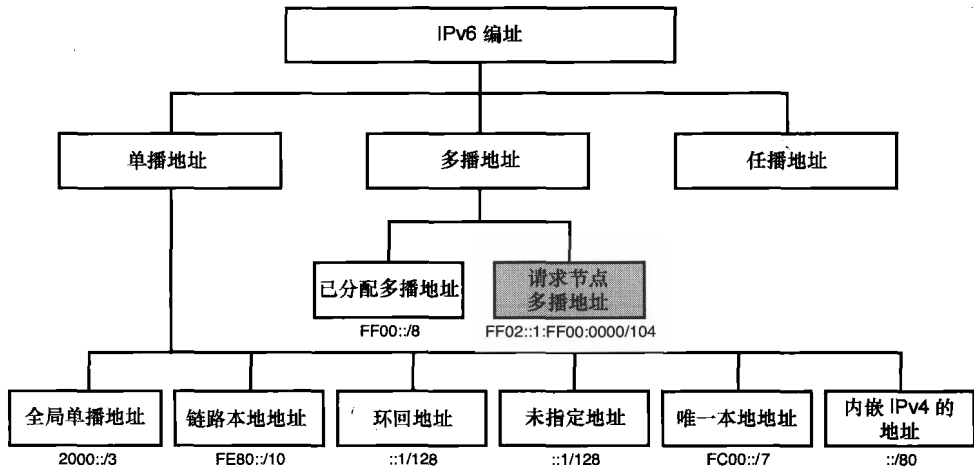 IPv6 编址
单播地址
多播地址
任播地址
已分配多播地址
请求节点
多播地址
FF00::/8
FF02::1:FF00:0000/104
全局单播地址
链路本地地址
环回地址
未指定地址
唯一本地地址
内嵌 IPv4 的
地址
2000::/3
FE80::/10
::1/128
::1/128
FC00::/7
::/80